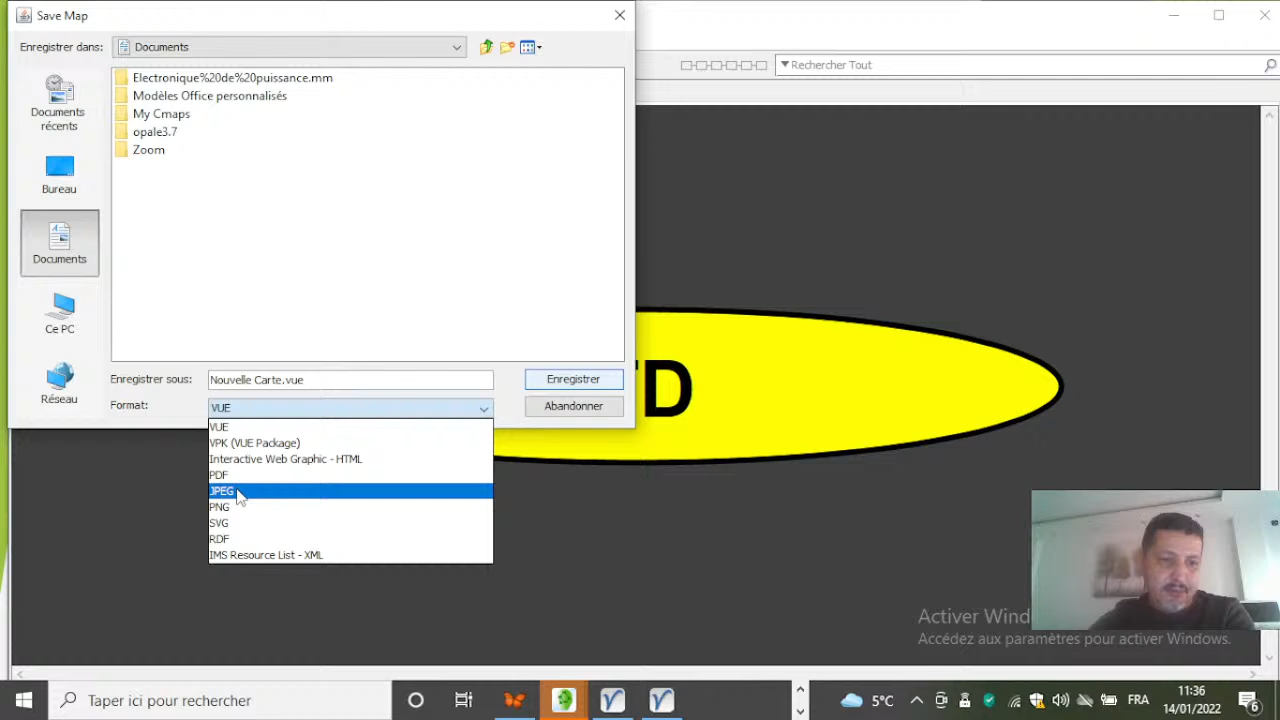 Save Map
Enregistrer dans: Documents
Rechercher Tout
Electronique%20de%20puissance.mm
Modèles Office personnalisés
My Cmaps
opale3.7
Zoom
Documents
récents
Bureau
Documents
Ce PC
Réseau
Enregistrer sous: Nouvelle Carte.vue Enregistrer
Format: VUE Abandonner
VUE
VPK (VUE Package)
Interactive Web Graphic - HTML
PDF
JPEG
PNG
SVG
RDF
IMS Resource List - XML
D
Activer Wind
Accédez aux paramètres pour activer Windows.
Taper ici pour rechercher
5°C
FRA
11:36
14/01/2022
6